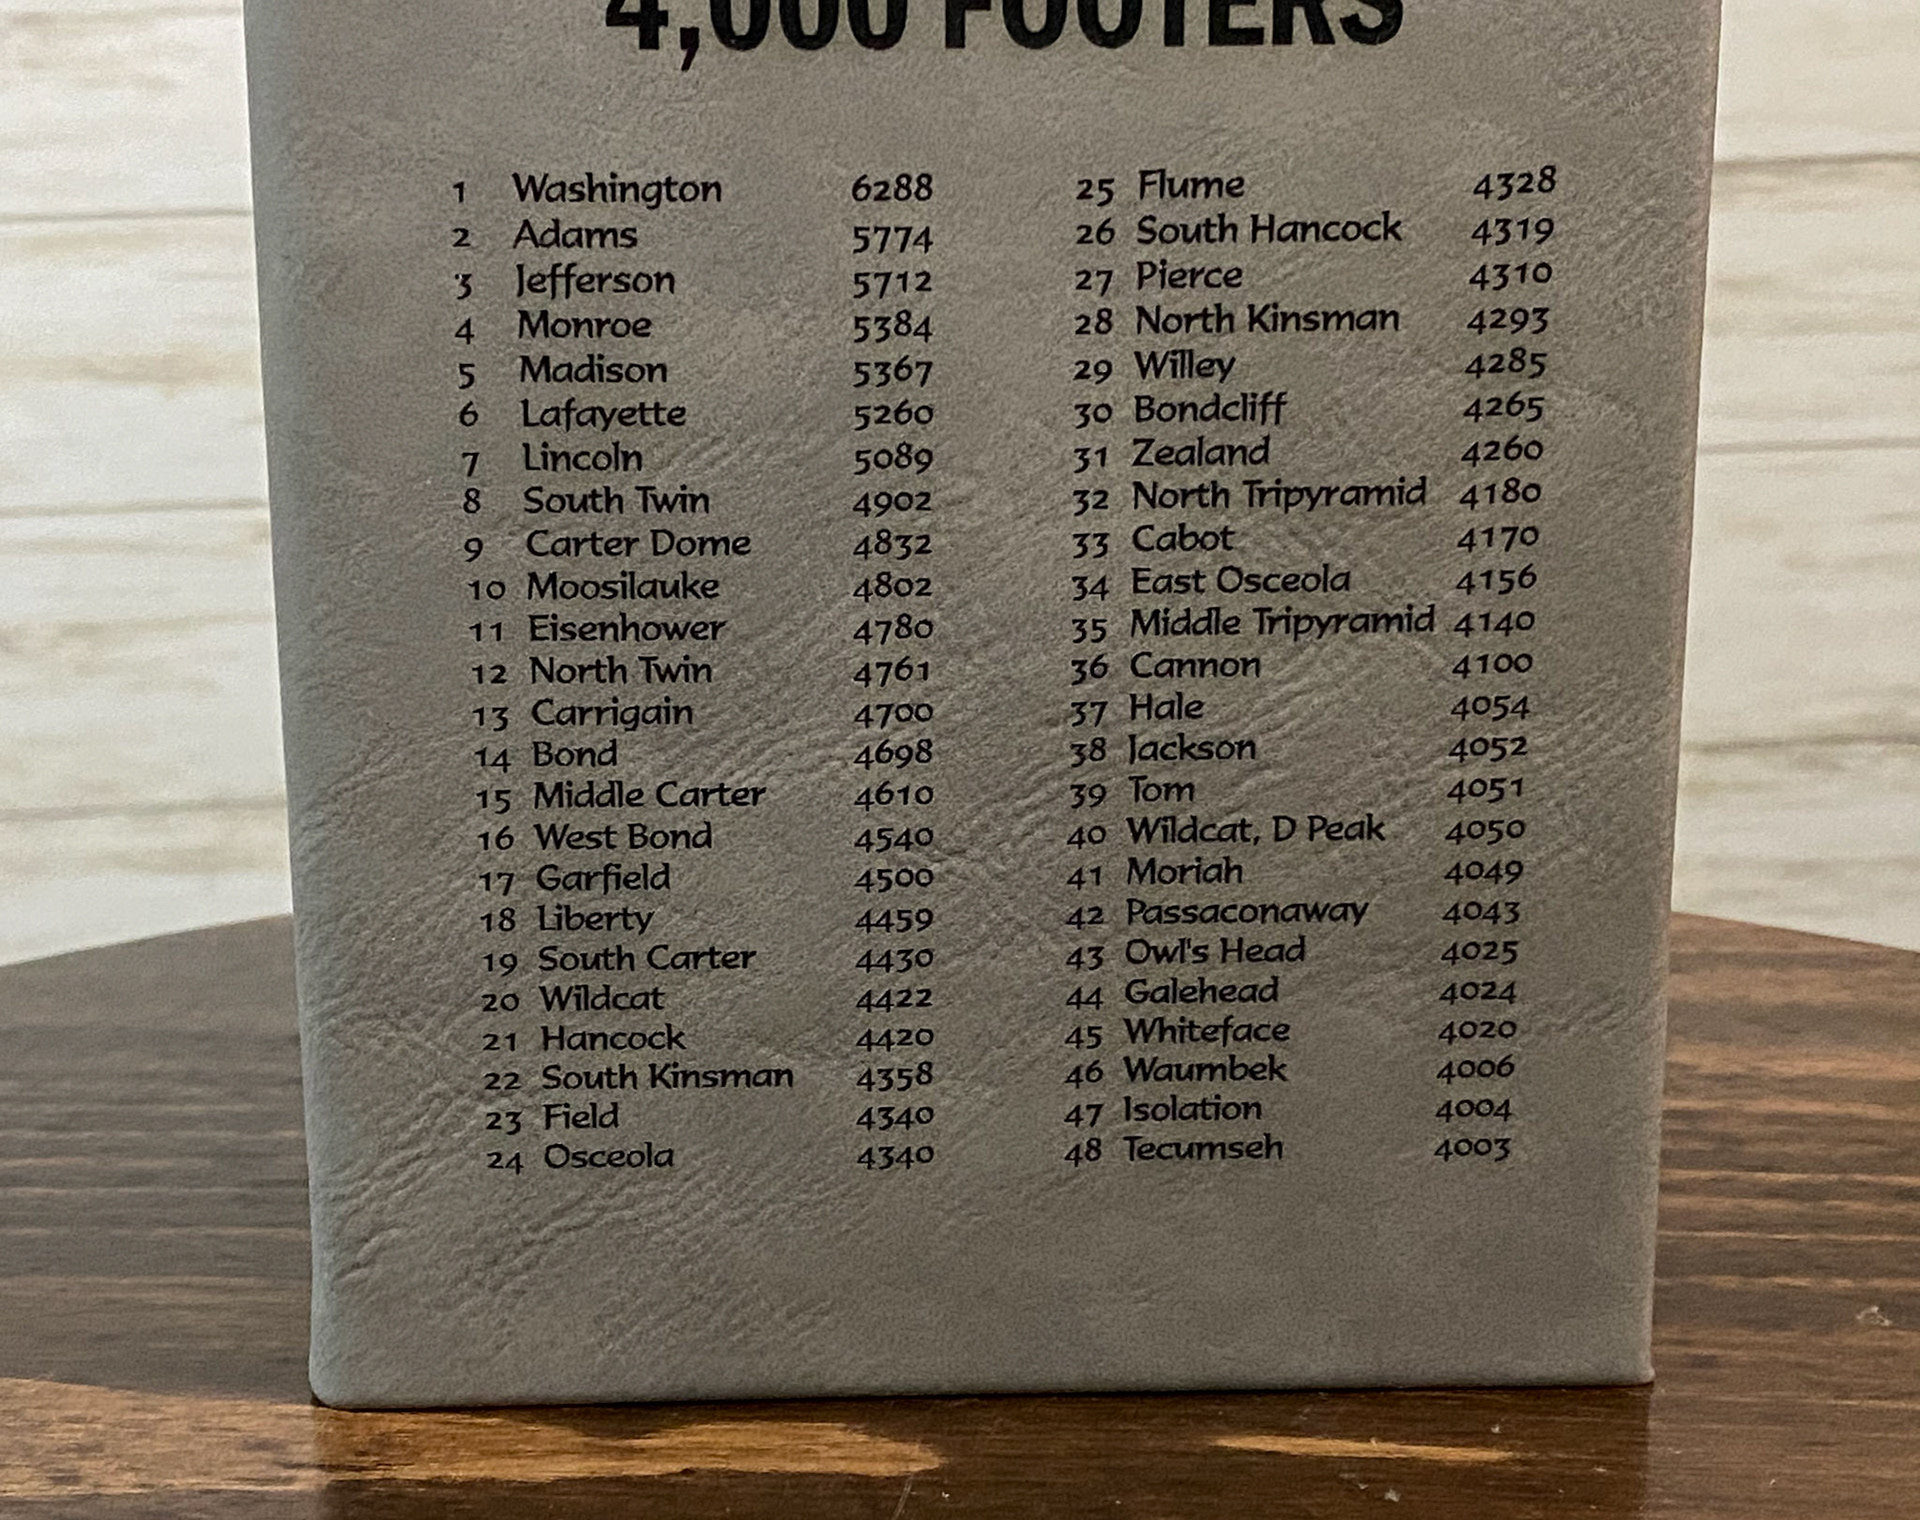 4,000 FOOTERS
1 Washington 6288
2 Adams 5774
3 Jefferson 5712
4 Monroe 5384
5 Madison 5367
6 Lafayette 5260
7 Lincoln 5089
8 South Twin 4902
9 Carter Dome 4832
10 Moosilauke 4802
11 Eisenhower 4780
12 North Twin 4761
13 Carrigain 4700
14 Bond 4698
15 Middle Carter 4610
16 West Bond 4540
17 Garfield 4500
18 Liberty 4459
19 South Carter 4430
20 Wildcat 4422
21 Hancock 4420
22 South Kinsman 4358
23 Field 4340
24 Osceola 4340
25 Flume 4328
26 South Hancock 4319
27 Pierce 4310
28 North Kinsman 4293
29 Willey 4285
30 Bondcliff 4265
31 Zealand 4260
32 North Tripyramid 4180
33 Cabot 4170
34 East Osceola 4156
35 Middle Tripyramid 4140
36 Cannon 4100
37 Hale 4054
38 Jackson 4052
39 Tom 4051
40 Wildcat, D Peak 4050
41 Moriah 4049
42 Passaconaway 4043
43 Owl's Head 4025
44 Galehead 4024
45 Whiteface 4020
46 Waumbek 4006
47 Isolation 4004
48 Tecumseh 4003